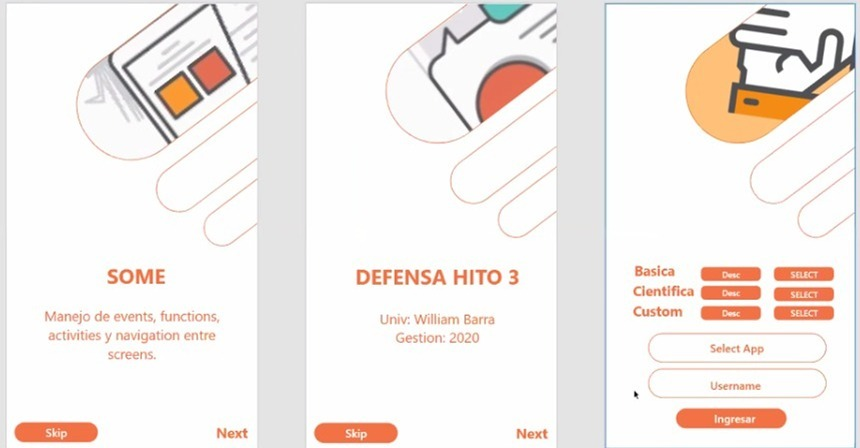 SOME
Manejo de events, functions,
activities y navigation entre
screens.
Skip
Next
DEFENSA HITO 3
Univ: William Barra
Gestion: 2020
Skip
Next
Basica Desc SELECT
Cientifica Desc SELECT
Custom Desc SELECT
Select App
Username
Ingresar